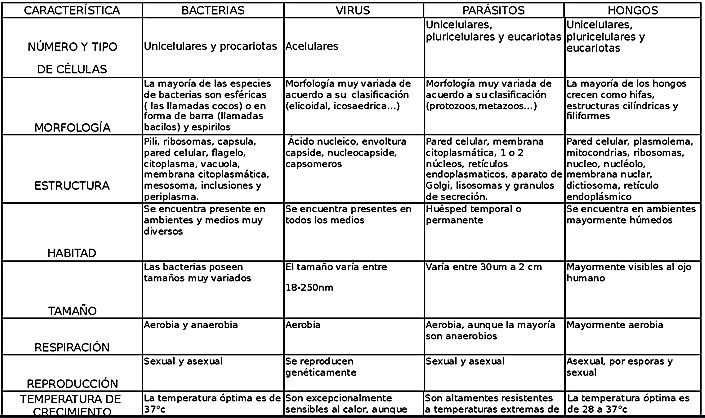 CARACTERÍSTICA
BACTERIAS
VIRUS
PARÁSITOS
HONGOS
NÚMERO Y TIPO
DE CÉLULAS
Unicelulares y procariotas
Acelulares
Unicelulares,
pluricelulares y eucariotas
Unicelulares,
pluricelulares y
eucariotas
MORFOLOGÍA
La mayoría de las especies
de bacterias son esféricas
( las llamadas cocos) o en
forma de barra (llamadas
bacilos) y espirilos
Morfología muy variada de
acuerdo a su clasificación
(elicoidal, icosaedrica...)
Morfología muy variada de
acuerdo a su clasificación
(protozoos,metazoos...)
La mayoría de los hongos
crecen como hifas,
estructuras cilíndricas y
filiformes
ESTRUCTURA
Pili, ribosomas, capsula,
pared celular, flagelo,
citoplasma, vacuola,
membrana citoplasmática,
mesosoma, inclusiones y
periplasma.
Ácido nucleico, envoltura
capside, nucleocapside,
capsomeros
Pared celular, membrana
citoplasmática, 1 o 2
núcleos, retículos
endoplasmaticos, aparato de
Golgi, lisosomas y granulos
de secreción.
Pared celular, plasmolema,
mitocondrias, ribosomas,
nucleo, nucléolo,
membrana nuclar,
dictiosoma, retículo
endoplásmico
HABITAD
Se encuentra presente en
ambientes y medios muy
diversos
Se encuentra presentes en
todos los medios
Huésped temporal o
permanente
Se encuentra en ambientes
mayormente húmedos
TAMAÑO
Las bacterias poseen
tamaños muy variados
El tamaño varía entre
18-250nm
Varía entre 30um a 2 cm
Mayormente visibles al ojo
humano
RESPIRACIÓN
Aerobia y anaerobia
Aerobia
Aerobia, aunque la mayoría
son anaerobios
Mayormente aerobia
REPRODUCCIÓN
Sexual y asexual
Se reproducen
genéticamente
Sexual y asexual
Asexual, por esporas y
sexual
TEMPERATURA DE
CRECIMIENTO
La temperatura óptima es de
37°c
Son excepcionalmente
sensibles al calor, aunque
Son altamentes resistentes
a temperaturas extremas de
La temperatura óptima es
de 28 a 37°c